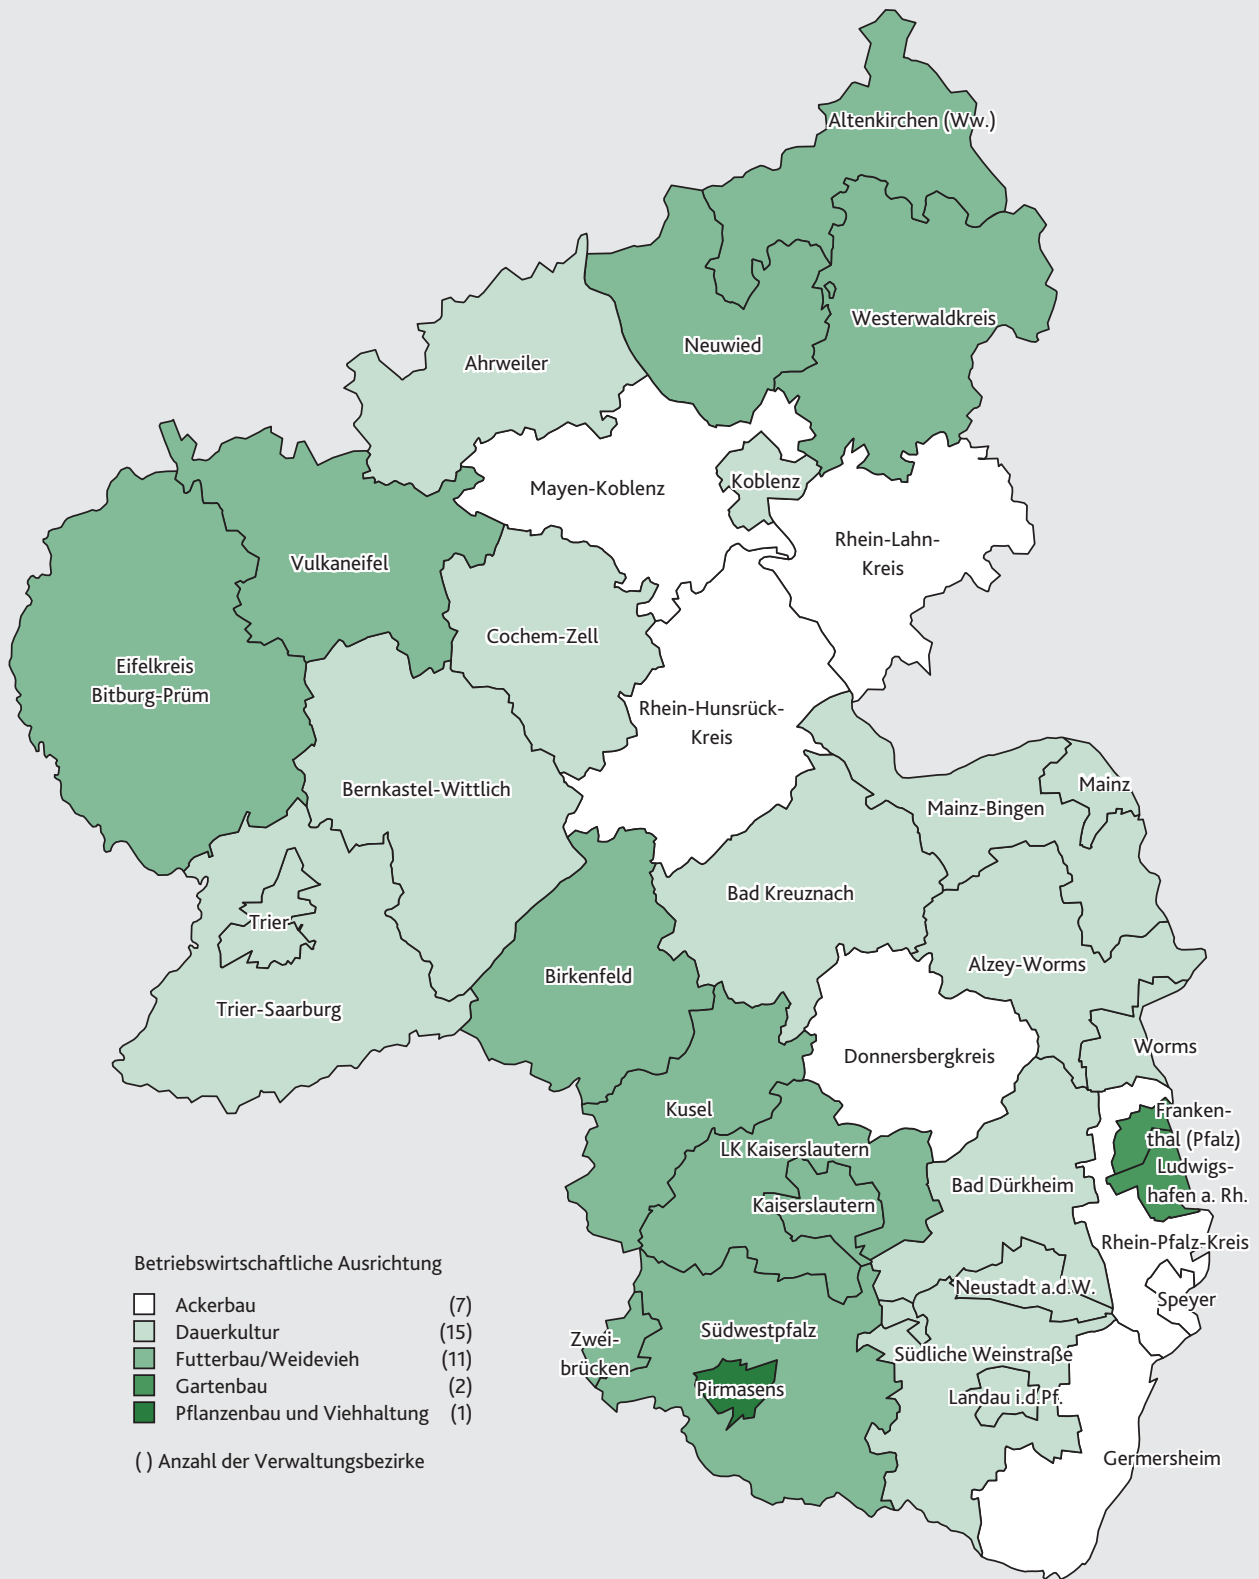 Altenkirchen (Ww.)
Westerwaldkreis
Neuwied
Ahrweiler
Mayen-Koblenz
Koblenz
Rhein-Lahn-
Kreis
Vulkaneifel
Cochem-Zell
Eifelkreis
Bitburg-Prüm
Rhein-Hunsrück-
Kreis
Bernkastel-Wittlich
Mainz
Mainz-Bingen
Bad Kreuznach
Trier
Alzey-Worms
Birkenfeld
Trier-Saarburg
Worms
Donnersbergkreis
Kusel
Franken-
thal (Pfalz)
LK Kaiserslautern
Ludwigs-
hafen a. Rh.
Bad Dürkheim
Kaiserslautern
Rhein-Pfalz-Kreis
Neustadt a.d.W.
Speyer
Südwestpfalz
Zwei-
brücken
Südliche Weinstraße
Pirmasens
Landau i.d.Pf.
Germersheim
Betriebswirtschaftliche Ausrichtung
Ackerbau (7)
Dauerkultur (15)
Futterbau/Weidevieh (11)
Gartenbau (2)
Pflanzenbau und Viehhaltung (1)
( ) Anzahl der Verwaltungsbezirke